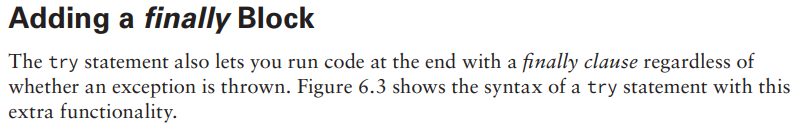 Adding a finally Block
The try statement also lets you run code at the end with a finally clause regardless of
whether an exception is thrown. Figure 6.3 shows the syntax of a try statement with this
extra functionality.